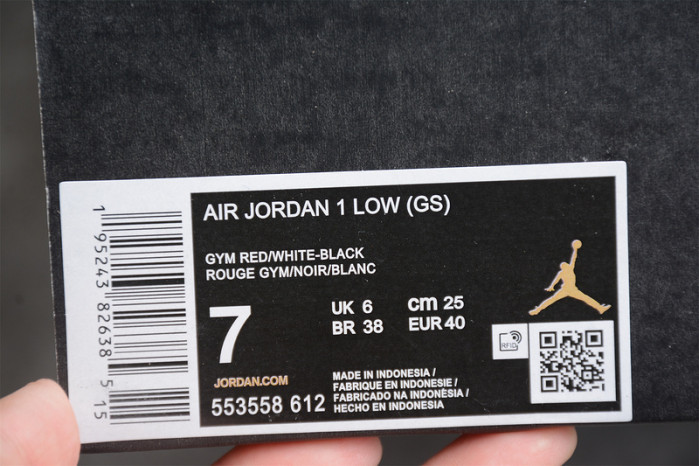 AIR JORDAN 1 LOW (GS)
GYM RED/WHITE-BLACK
ROUGE GYM/NOIR/BLANC
7
UK 6 cm 25
BR 38 EUR 40
RFID
JORDAN.COM
553558 612
MADE IN INDONESIA/
FABRIQUE EN INDONESIE/
FABRICADO NA INDONÉSIA/
HECHO EN INDONESIA
1 95243 82638 5 15